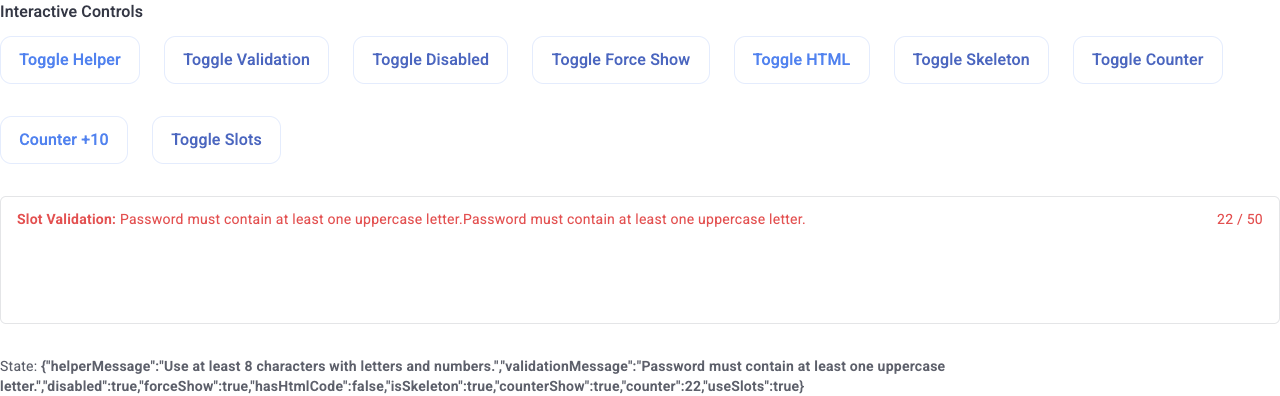 Interactive Controls
Toggle Helper
Toggle Validation
Toggle Disabled
Toggle Force Show
Toggle HTML
Toggle Skeleton
Toggle Counter
Counter +10
Toggle Slots
Slot Validation: Password must contain at least one uppercase letter.Password must contain at least one uppercase letter.
22 / 50
State: {"helperMessage":"Use at least 8 characters with letters and numbers.","validationMessage":"Password must contain at least one uppercase
letter.","disabled":true,"forceShow":true,"hasHtmlCode":false,"isSkeleton":true,"counterShow":true,"counter":22,"useSlots":true}